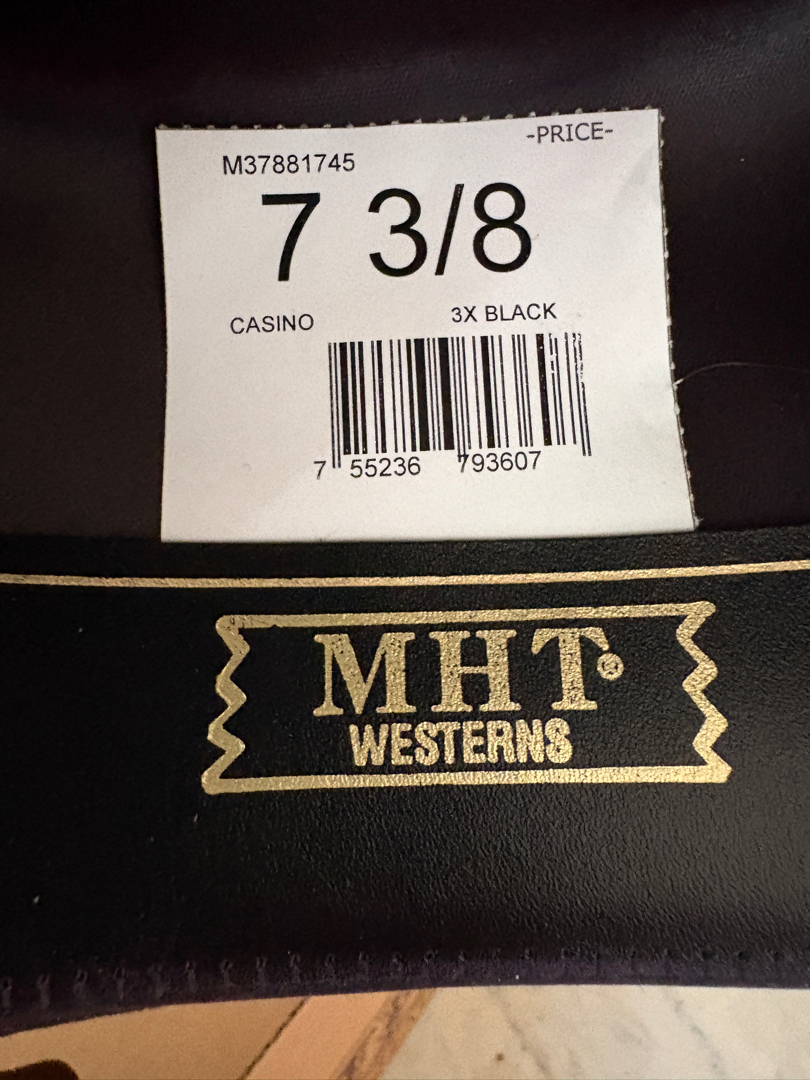 -PRICE-
M37881745
7 3/8
CASINO 3X BLACK
7 55236 793607
MHT®
WESTERNS